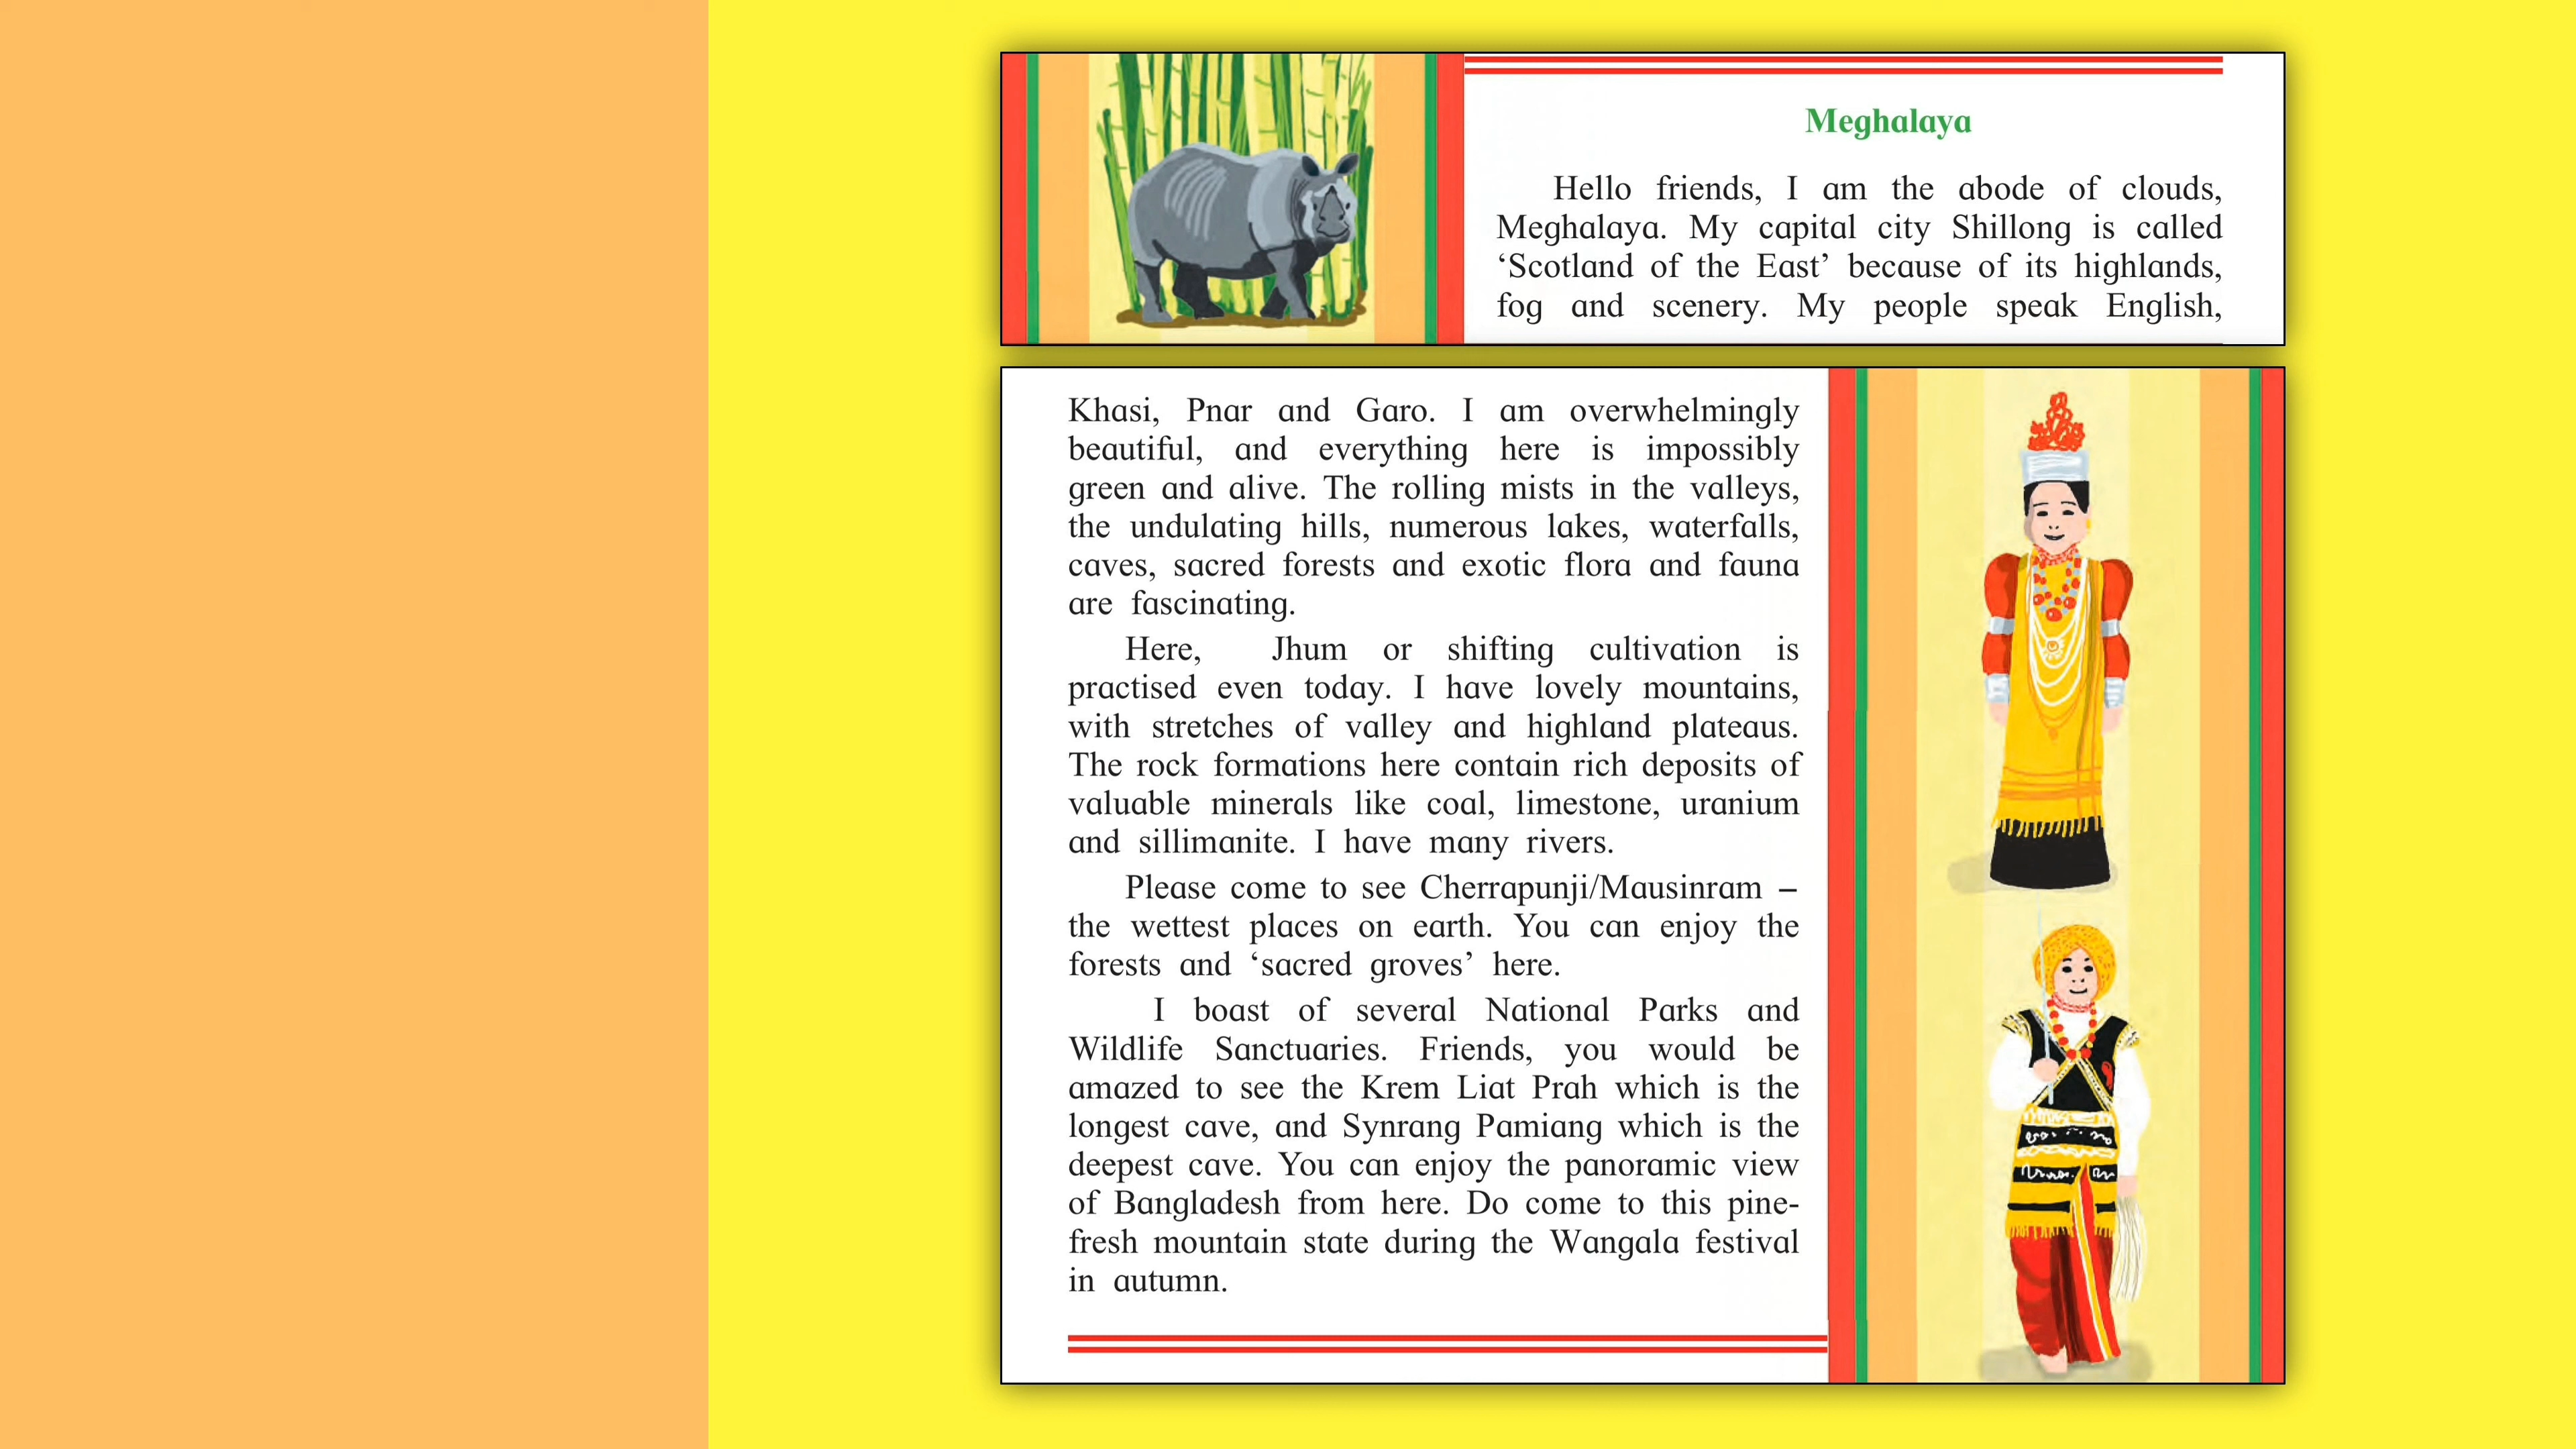 Meghalaya
Hello friends, I am the abode of clouds,
Meghalaya. My capital city Shillong is called
‘Scotland of the East’ because of its highlands,
fog and scenery. My people speak English,
Khasi, Pnar and Garo. I am overwhelmingly
beautiful, and everything here is impossibly
green and alive. The rolling mists in the valleys,
the undulating hills, numerous lakes, waterfalls,
caves, sacred forests and exotic flora and fauna
are fascinating.
Here, Jhum or shifting cultivation is
practised even today. I have lovely mountains,
with stretches of valley and highland plateaus.
The rock formations here contain rich deposits of
valuable minerals like coal, limestone, uranium
and sillimanite. I have many rivers.
Please come to see Cherrapunji/Mausinram –
the wettest places on earth. You can enjoy the
forests and ‘sacred groves’ here.
I boast of several National Parks and
Wildlife Sanctuaries. Friends, you would be
amazed to see the Krem Liat Prah which is the
longest cave, and Synrang Pamiang which is the
deepest cave. You can enjoy the panoramic view
of Bangladesh from here. Do come to this pine-
fresh mountain state during the Wangala festival
in autumn.